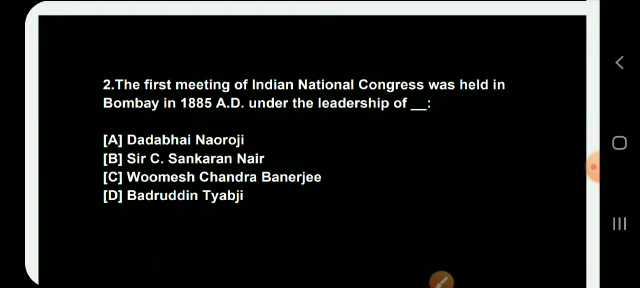 2.The first meeting of Indian National Congress was held in
Bombay in 1885 A.D. under the leadership of __:
[A] Dadabhai Naoroji
[B] Sir C. Sankaran Nair
[C] Woomesh Chandra Banerjee
[D] Badruddin Tyabji